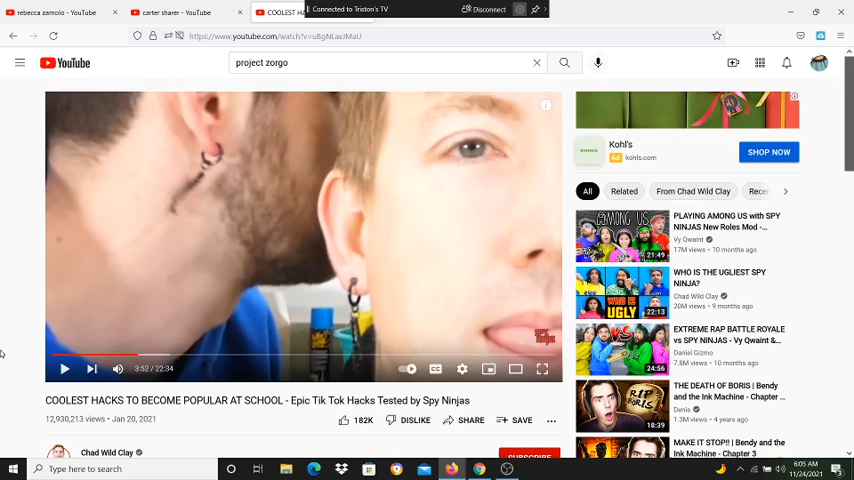 rebecca zamolo - YouTube
carter sharer - YouTube
COOLEST HA
Connected to Triston's TV
Disconnect
YouTube
project zorgo
SPY NINJAS
3:52 / 22:34
CC
COOLEST HACKS TO BECOME POPULAR AT SCHOOL - Epic Tik Tok Hacks Tested by Spy Ninjas
12,930,213 views • Jan 20, 2021
182K
DISLIKE
SHARE
SAVE
Chad Wild Clay
SUBSCRIBE
Kohl's
Ad kohls.com
SHOP NOW
All
Related
From Chad Wild Clay
Recen
PLAYING AMONG US with SPY
NINJAS New Roles Mod -...
Vy Qwaint
17M views • 10 months ago
21:49
WHO IS THE UGLIEST SPY
NINJA?
Chad Wild Clay
20M views • 9 months ago
22:13
EXTREME RAP BATTLE ROYALE
vs SPY NINJAS - Vy Qwaint &...
Daniel Gizmo
7.8M views • 10 months ago
24:56
THE DEATH OF BORIS | Bendy
and the Ink Machine - Chapter ...
Denis
1.3M views • 4 years ago
RIP BORIS
18:39
MAKE IT STOP!! | Bendy and
the Ink Machine - Chapter 3
Type here to search
6:05 AM
11/24/2021